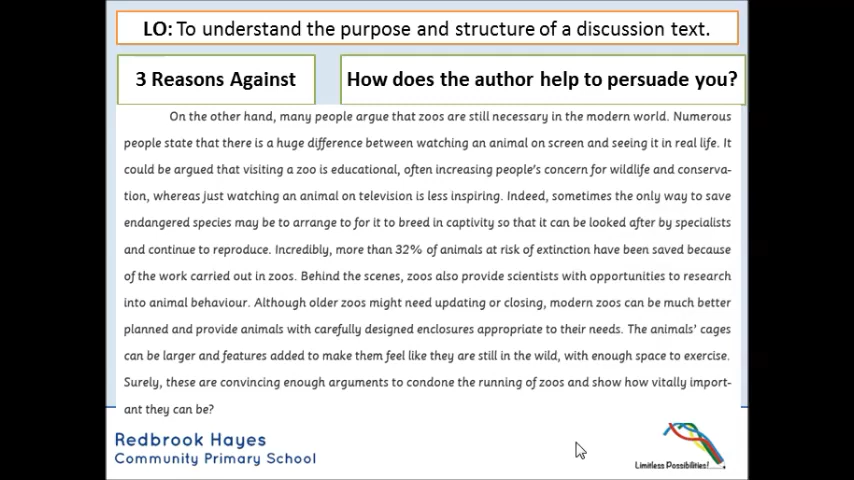 LO: To understand the purpose and structure of a discussion text.
3 Reasons Against
How does the author help to persuade you?
On the other hand, many people argue that zoos are still necessary in the modern world. Numerous
people state that there is a huge difference between watching an animal on screen and seeing it in real life. It
could be argued that visiting a zoo is educational, often increasing people's concern for wildlife and conserva-
tion, whereas just watching an animal on television is less inspiring. Indeed, sometimes the only way to save
endangered species may be to arrange to for it to breed in captivity so that it can be looked after by specialists
and continue to reproduce. Incredibly, more than 32% of animals at risk of extinction have been saved because
of the work carried out in zoos. Behind the scenes, zoos also provide scientists with opportunities to research
into animal behaviour. Although older zoos might need updating or closing, modern zoos can be much better
planned and provide animals with carefully designed enclosures appropriate to their needs. The animals' cages
can be larger and features added to make them feel like they are still in the wild, with enough space to exercise.
Surely, these are convincing enough arguments to condone the running of zoos and show how vitally import-
ant they can be?
Redbrook Hayes
Community Primary School
Limitless Possibilities!....